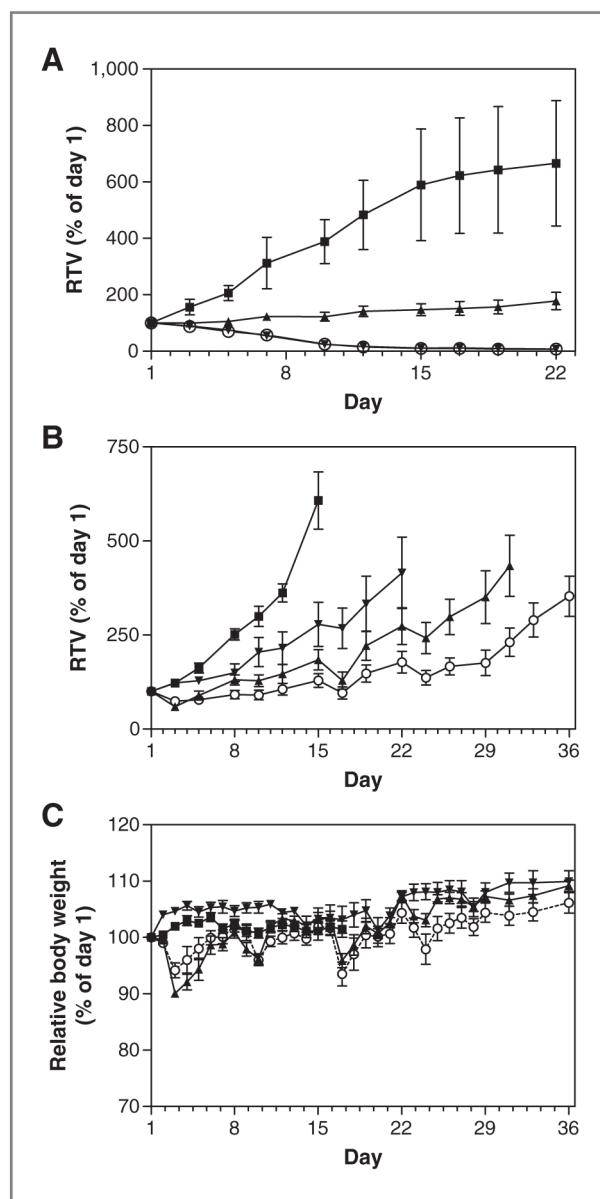 A
1,000
800
600
400
200
0
RTV (% of day 1)
1 8 15 22
Day
B
750
500
250
0
RTV (% of day 1)
1 8 15 22 29 36
Day
C
120
110
100
90
80
70
Relative body weight
(% of day 1)
1 8 15 22 29 36
Day